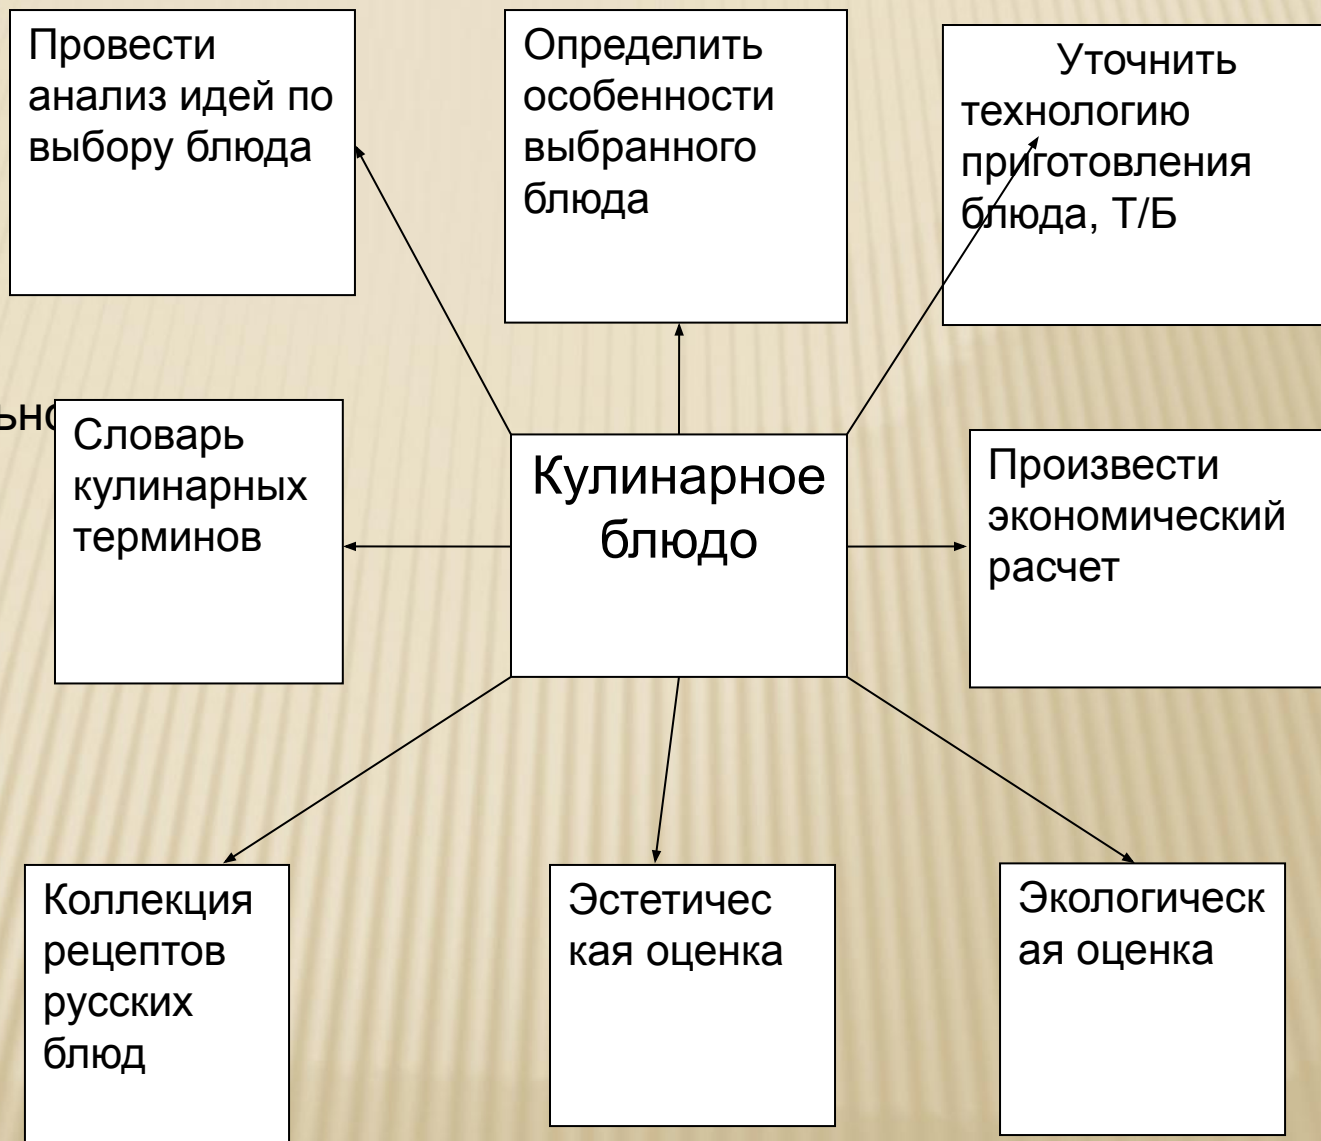 Провести
анализ идей по
выбору блюда
Определить
особенности
выбранного
блюда
Уточнить
технологию
приготовления
блюда, Т/Б
Словарь
кулинарных
терминов
Кулинарное
блюдо
Произвести
экономический
расчет
Коллекция
рецептов
русских
блюд
Эстетичес
кая оценка
Экологическ
ая оценка